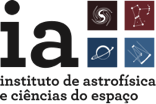 ia
instituto de astrofísica
e ciências do espaço